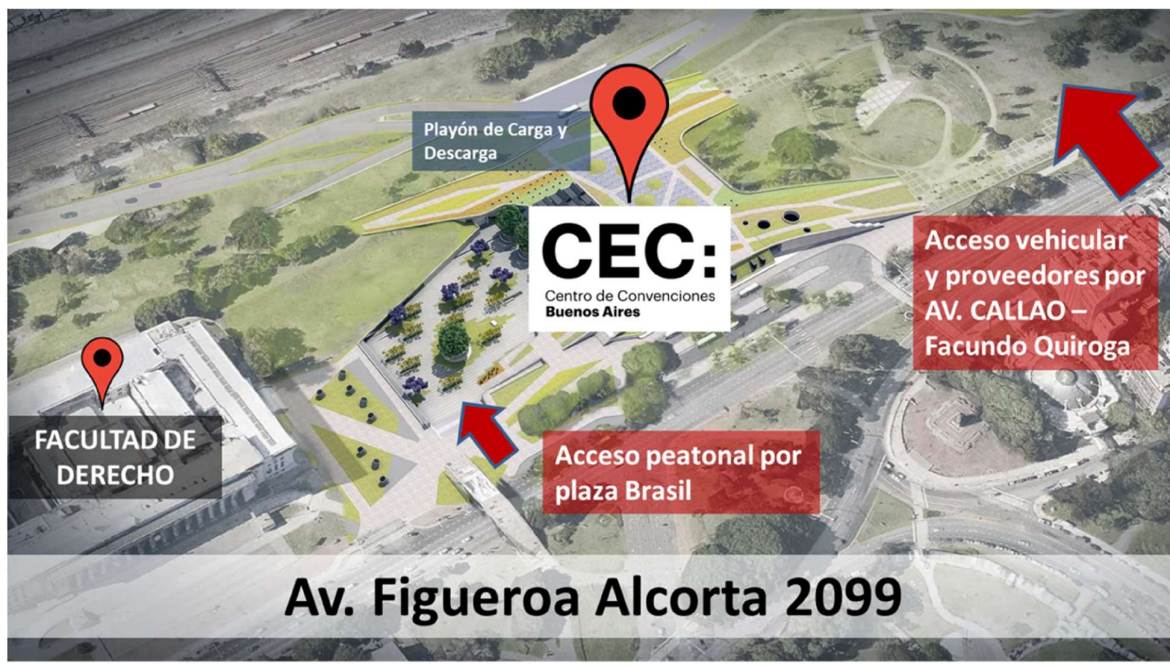 Playón de Carga y
Descarga
CEC:
Centro de Convenciones
Buenos Aires
Acceso vehicular
y proveedores por
AV. CALLAO –
Facundo Quiroga
FACULTAD DE
DERECHO
Acceso peatonal por
plaza Brasil
Av. Figueroa Alcorta 2099